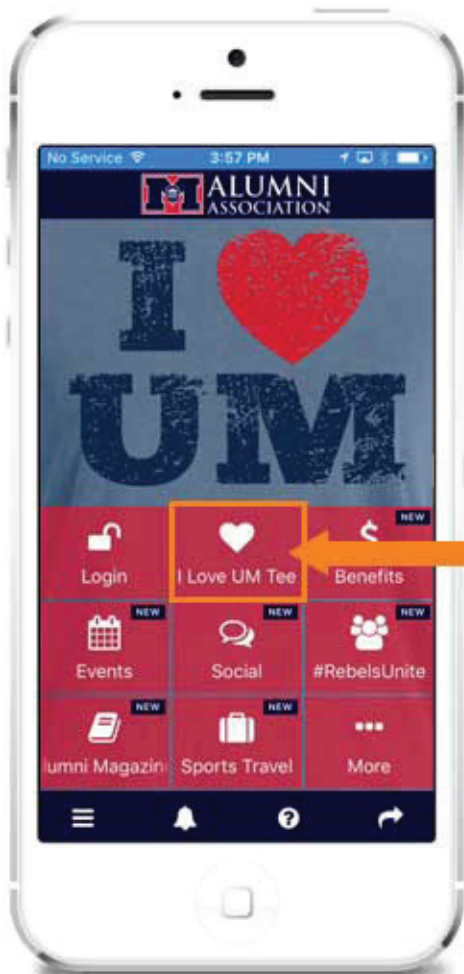 No Service 3:57 PM
ALUMNI
ASSOCIATION
I
UM
NEW
Login I Love UM Tee Benefits
NEW NEW NEW
Events Social #RebelsUnite
NEW NEW
lumni Magazin Sports Travel More